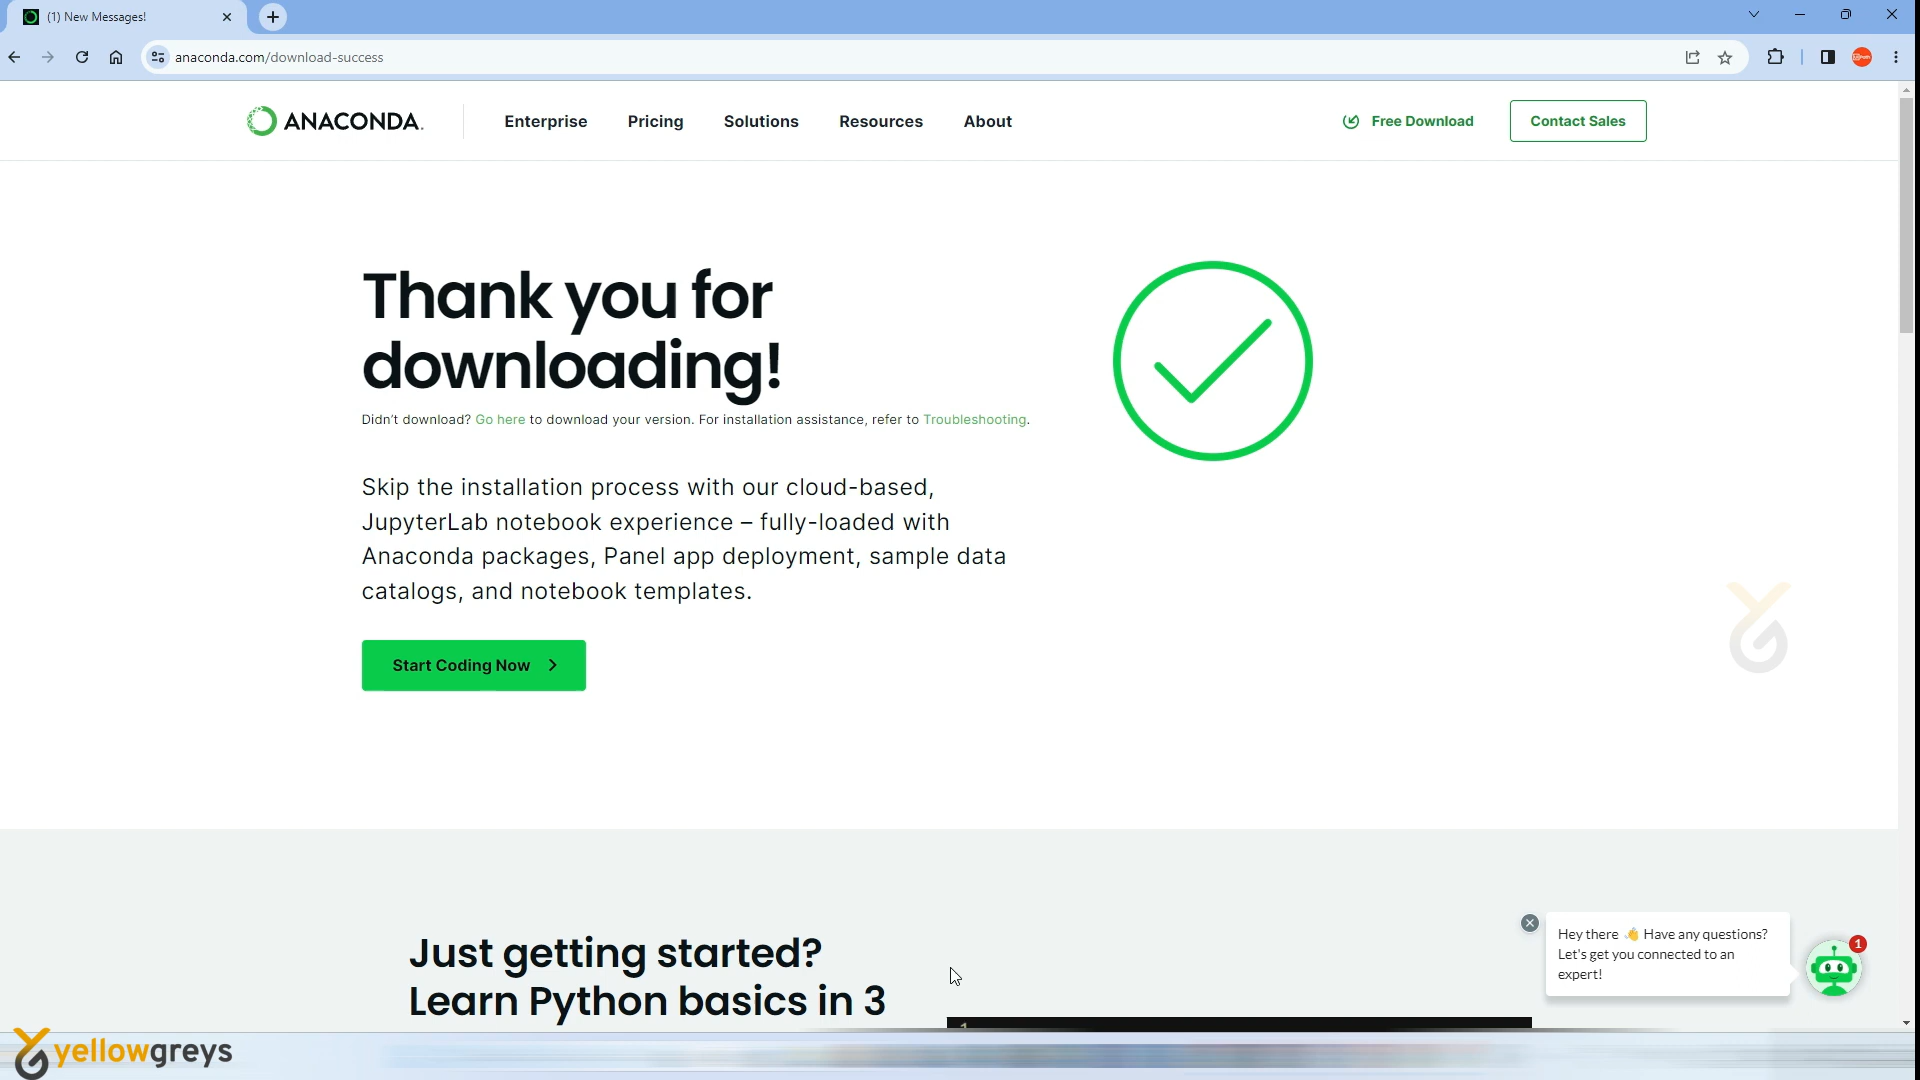 (1) New Messages!
anaconda.com/download-success
ANACONDA.
Enterprise
Pricing
Solutions
Resources
About
Free Download
Contact Sales
Thank you for
downloading!
Didn't download? Go here to download your version. For installation assistance, refer to Troubleshooting.
Skip the installation process with our cloud-based,
JupyterLab notebook experience – fully-loaded with
Anaconda packages, Panel app deployment, sample data
catalogs, and notebook templates.
Start Coding Now
Just getting started?
Learn Python basics in 3
Hey there 👋 Have any questions?
Let's get you connected to an
expert!
1
yellowgreys